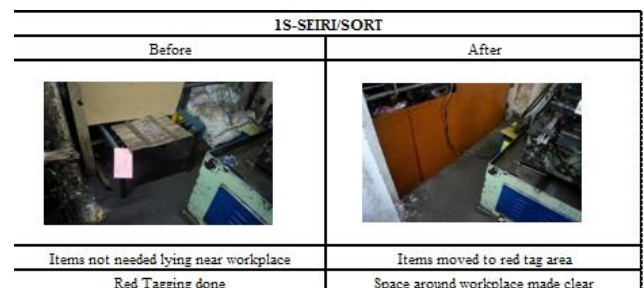 1S-SEIRI/SORT
Before
After
Items not needed lying near workplace
Items moved to red tag area
Red Tagging done
Space around workplace made clear